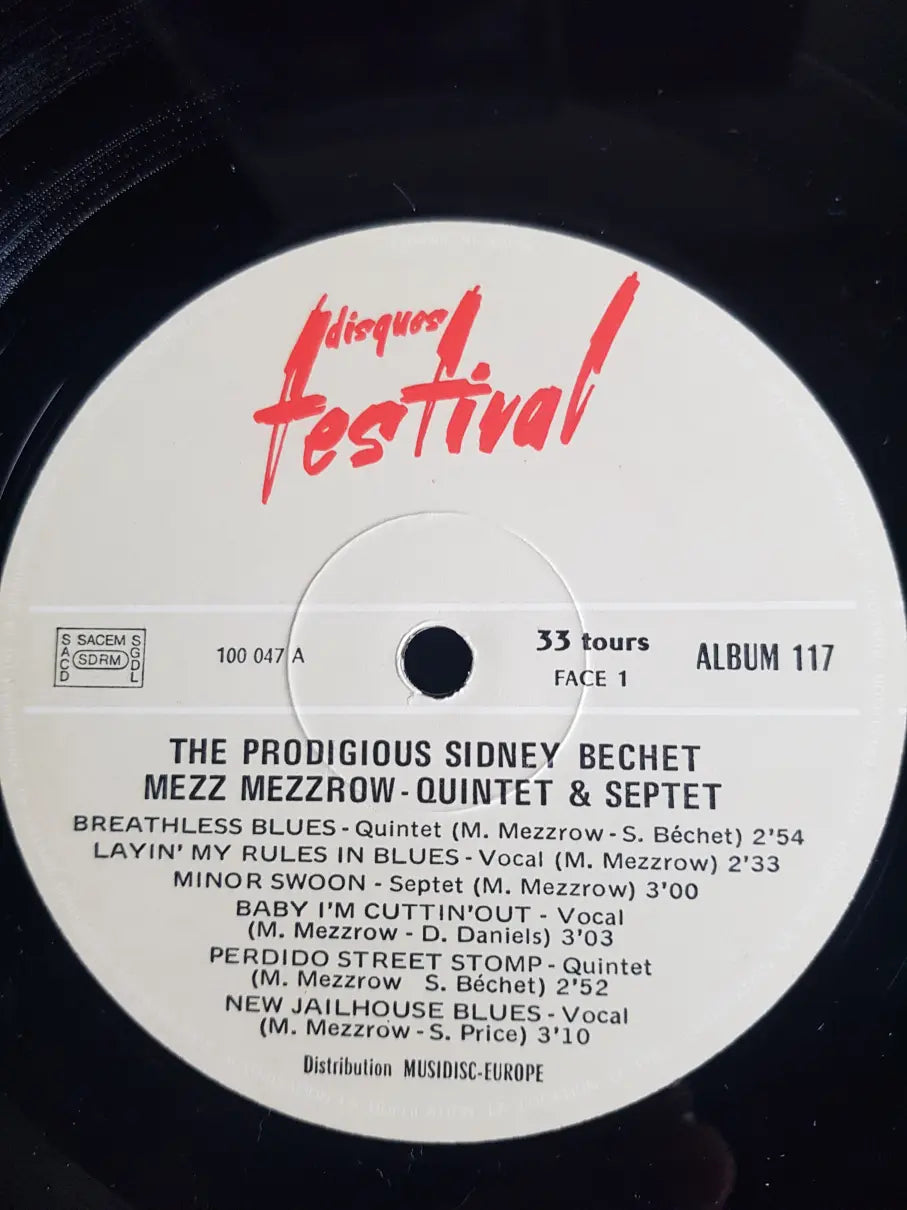 disques
festival
SACEM
SACD
SDRM
SGDL
100 047 A
33 tours
FACE 1
ALBUM 117
THE PRODIGIOUS SIDNEY BECHET
MEZZ MEZZROW-QUINTET & SEPTET
BREATHLESS BLUES - Quintet (M. Mezzrow - S. Béchet) 2'54
LAYIN' MY RULES IN BLUES - Vocal (M. Mezzrow) 2'33
MINOR SWOON - Septet (M. Mezzrow) 3'00
BABY I'M CUTTIN'OUT - Vocal
(M. Mezzrow - D. Daniels) 3'03
PERDIDO STREET STOMP - Quintet
(M. Mezzrow S. Béchet) 2'52
NEW JAILHOUSE BLUES - Vocal
(M. Mezzrow - S. Price) 3'10
Distribution MUSIDISC-EUROPE